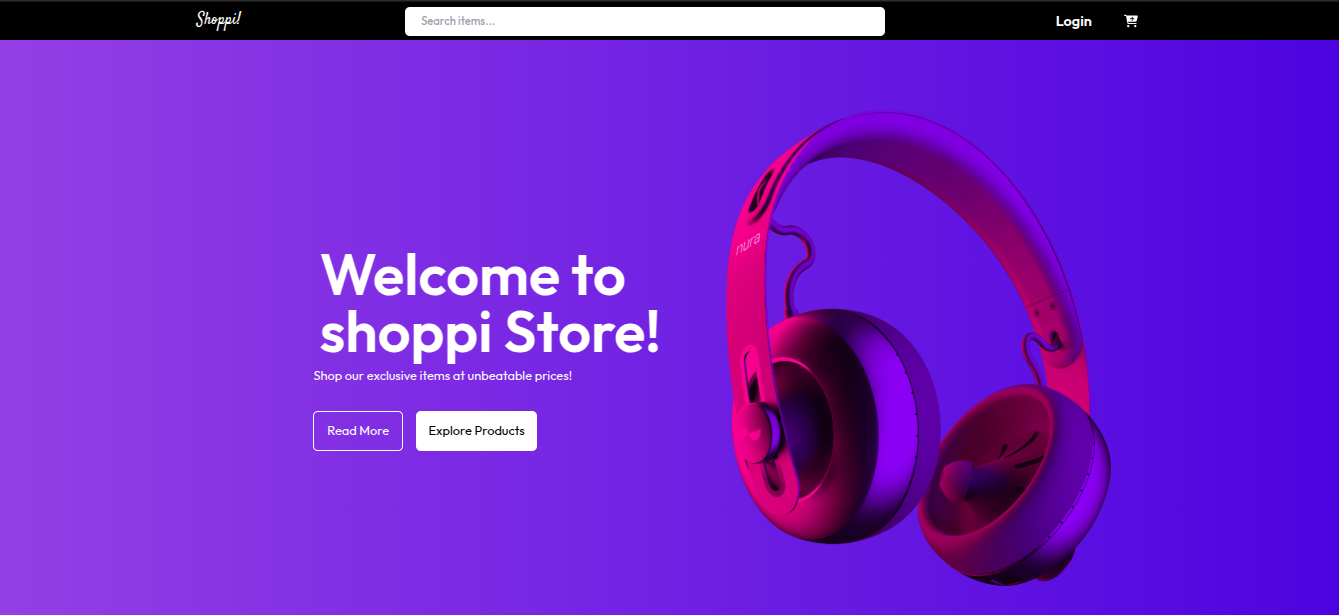 Shoppi!
Search items...
Login
Welcome to
shoppi Store!
Shop our exclusive items at unbeatable prices!
Read More
Explore Products
nura